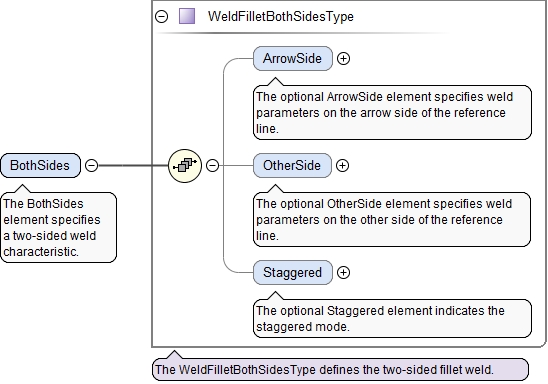 WeldFilletBothSidesType
ArrowSide
The optional ArrowSide element specifies weld
parameters on the arrow side of the reference
line.
BothSides
The BothSides
element specifies
a two-sided weld
characteristic.
OtherSide
The optional OtherSide element specifies weld
parameters on the other side of the reference
line.
Staggered
The optional Staggered element indicates the
staggered mode.
The WeldFilletBothSidesType defines the two-sided fillet weld.